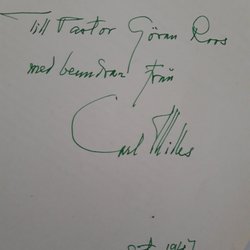 Till Pastor Göran Roos
med beundran från
Carl Milles
1947